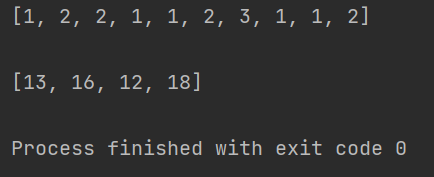 [1, 2, 2, 1, 1, 2, 3, 1, 1, 2]
[13, 16, 12, 18]
Process finished with exit code 0